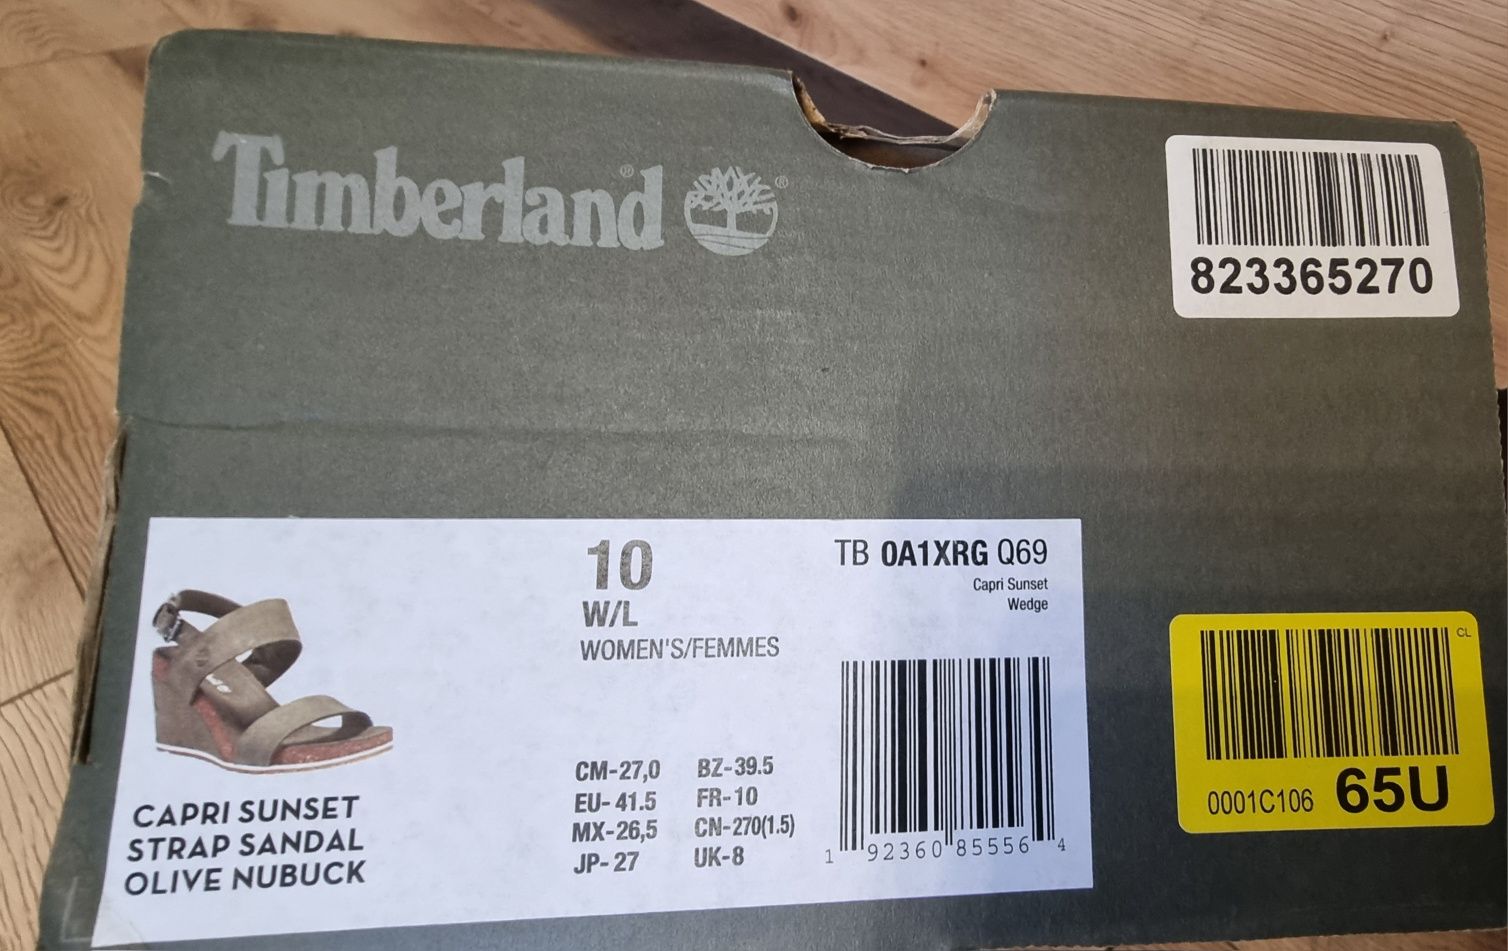 Timberland® ®
823365270
10
W/L
WOMEN'S/FEMMES
TB 0A1XRG Q69
Capri Sunset
Wedge
CAPRI SUNSET
STRAP SANDAL
OLIVE NUBUCK
CM-27,0 BZ-39.5
EU-41.5 FR-10
MX-26,5 CN-270(1.5)
JP-27 UK-8
1 92360 85556 4
CL
0001C106 65U